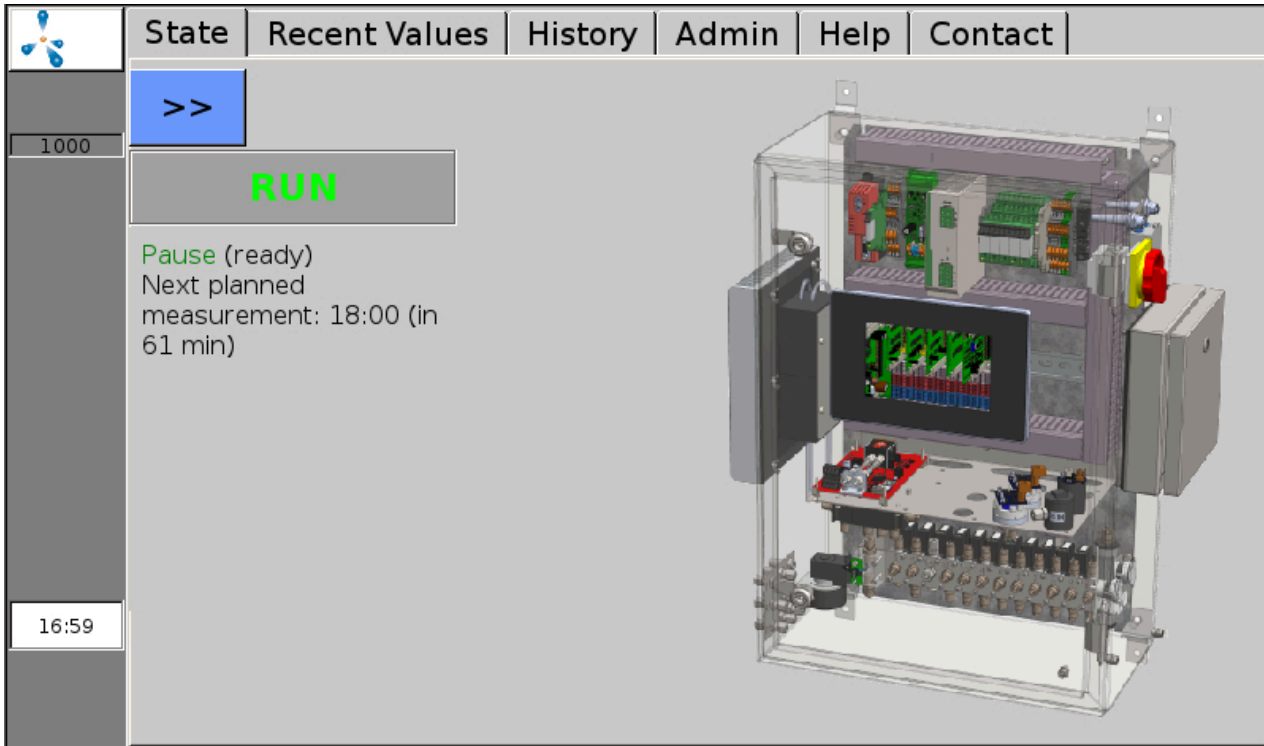 State
Recent Values
History
Admin
Help
Contact
>>
1000
RUN
Pause (ready)
Next planned
measurement: 18:00 (in
61 min)
16:59